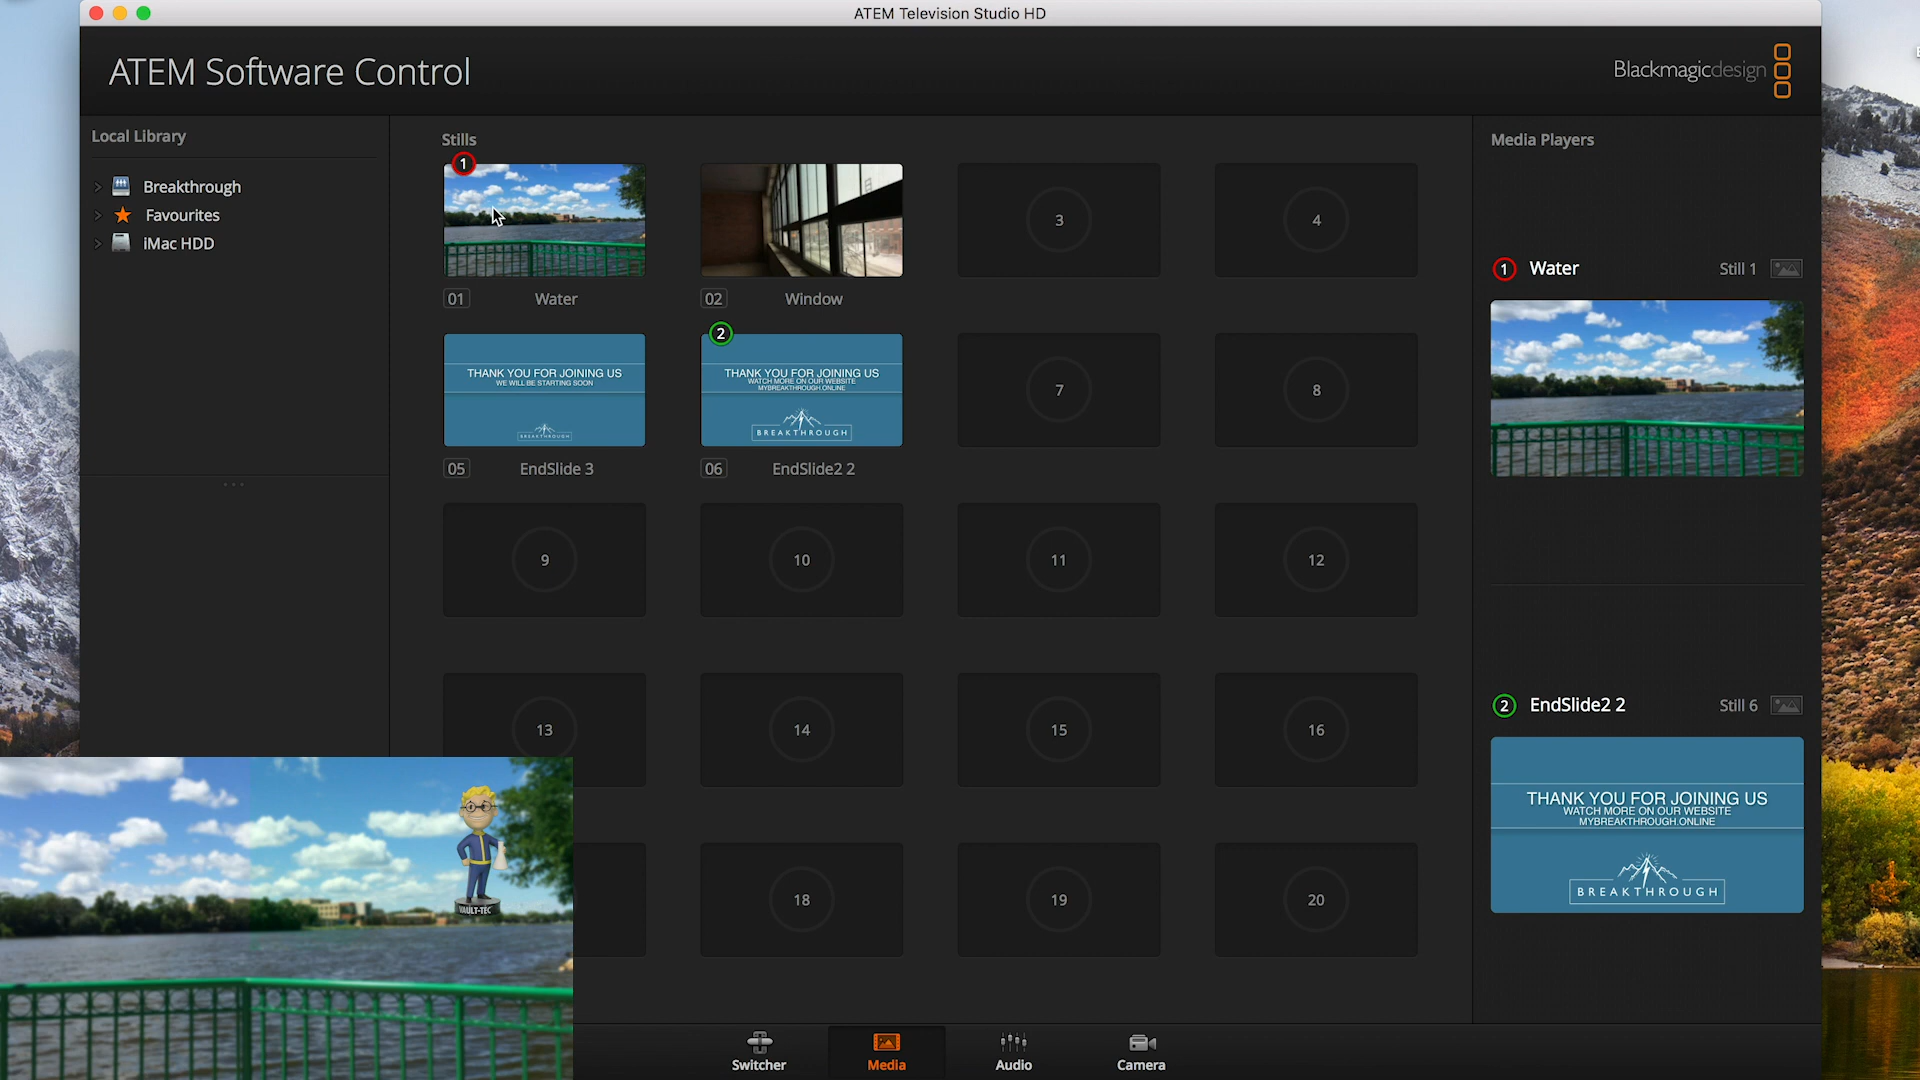 ATEM Television Studio HD
ATEM Software Control
Blackmagicdesign
Local Library
Breakthrough
Favourites
iMac HDD
Stills
1
01 Water
02 Window
3
4
THANK YOU FOR JOINING US
WE WILL BE STARTING SOON
BREAKTHROUGH
05 EndSlide 3
2
THANK YOU FOR JOINING US
WATCH MORE ON OUR WEBSITE
MYBREAKTHROUGH.ONLINE
BREAKTHROUGH
06 EndSlide2 2
7
8
9
10
11
12
13
14
15
16
18
19
20
Media Players
1 Water Still 1
2 EndSlide2 2 Still 6
THANK YOU FOR JOINING US
WATCH MORE ON OUR WEBSITE
MYBREAKTHROUGH.ONLINE
BREAKTHROUGH
VAULT-TEC
Switcher
Media
Audio
Camera